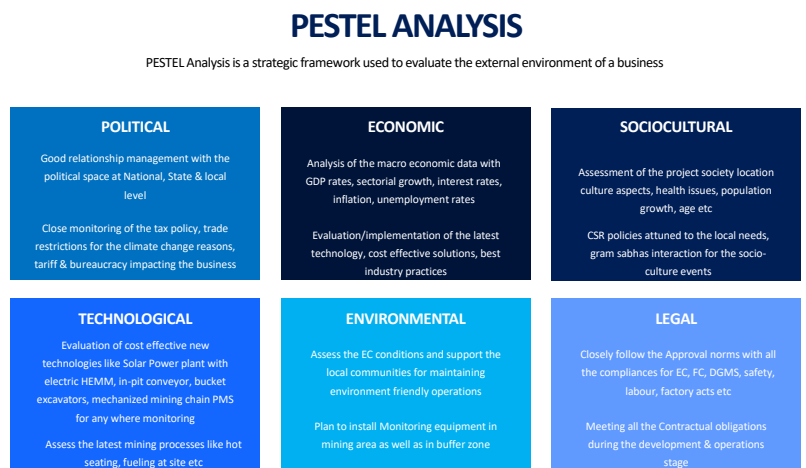 PESTEL ANALYSIS
PESTEL Analysis is a strategic framework used to evaluate the external environment of a business
POLITICAL
Good relationship management with the
political space at National, State & local
level
Close monitoring of the tax policy, trade
restrictions for the climate change reasons,
tariff & bureaucracy impacting the business
ECONOMIC
Analysis of the macro economic data with
GDP rates, sectorial growth, interest rates,
inflation, unemployment rates
Evaluation/implementation of the latest
technology, cost effective solutions, best
industry practices
SOCIOCULTURAL
Assessment of the project society location
culture aspects, health issues, population
growth, age etc
CSR policies attuned to the local needs,
gram sabhas interaction for the socio-
culture events
TECHNOLOGICAL
Evaluation of cost effective new
technologies like Solar Power plant with
electric HEMM, in-pit conveyor, bucket
excavators, mechanized mining chain PMS
for any where monitoring
Assess the latest mining processes like hot
seating, fueling at site etc
ENVIRONMENTAL
Assess the EC conditions and support the
local communities for maintaining
environment friendly operations
Plan to install Monitoring equipment in
mining area as well as in buffer zone
LEGAL
Closely follow the Approval norms with all
the compliances for EC, FC, DGMS, safety,
labour, factory acts etc
Meeting all the Contractual obligations
during the development & operations
stage